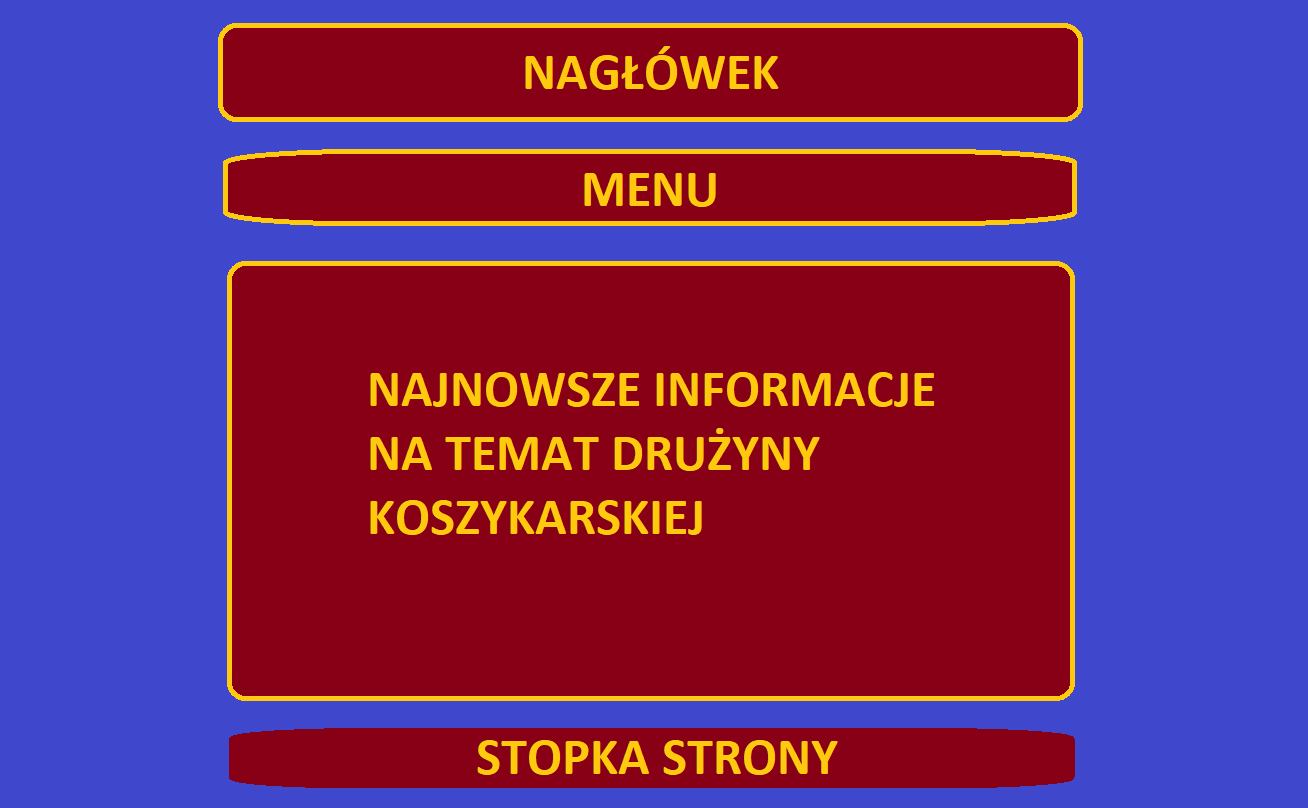 NAGŁÓWEK
MENU
NAJNOWSZE INFORMACJE
NA TEMAT DRUŻYNY
KOSZYKARSKIEJ
STOPKA STRONY